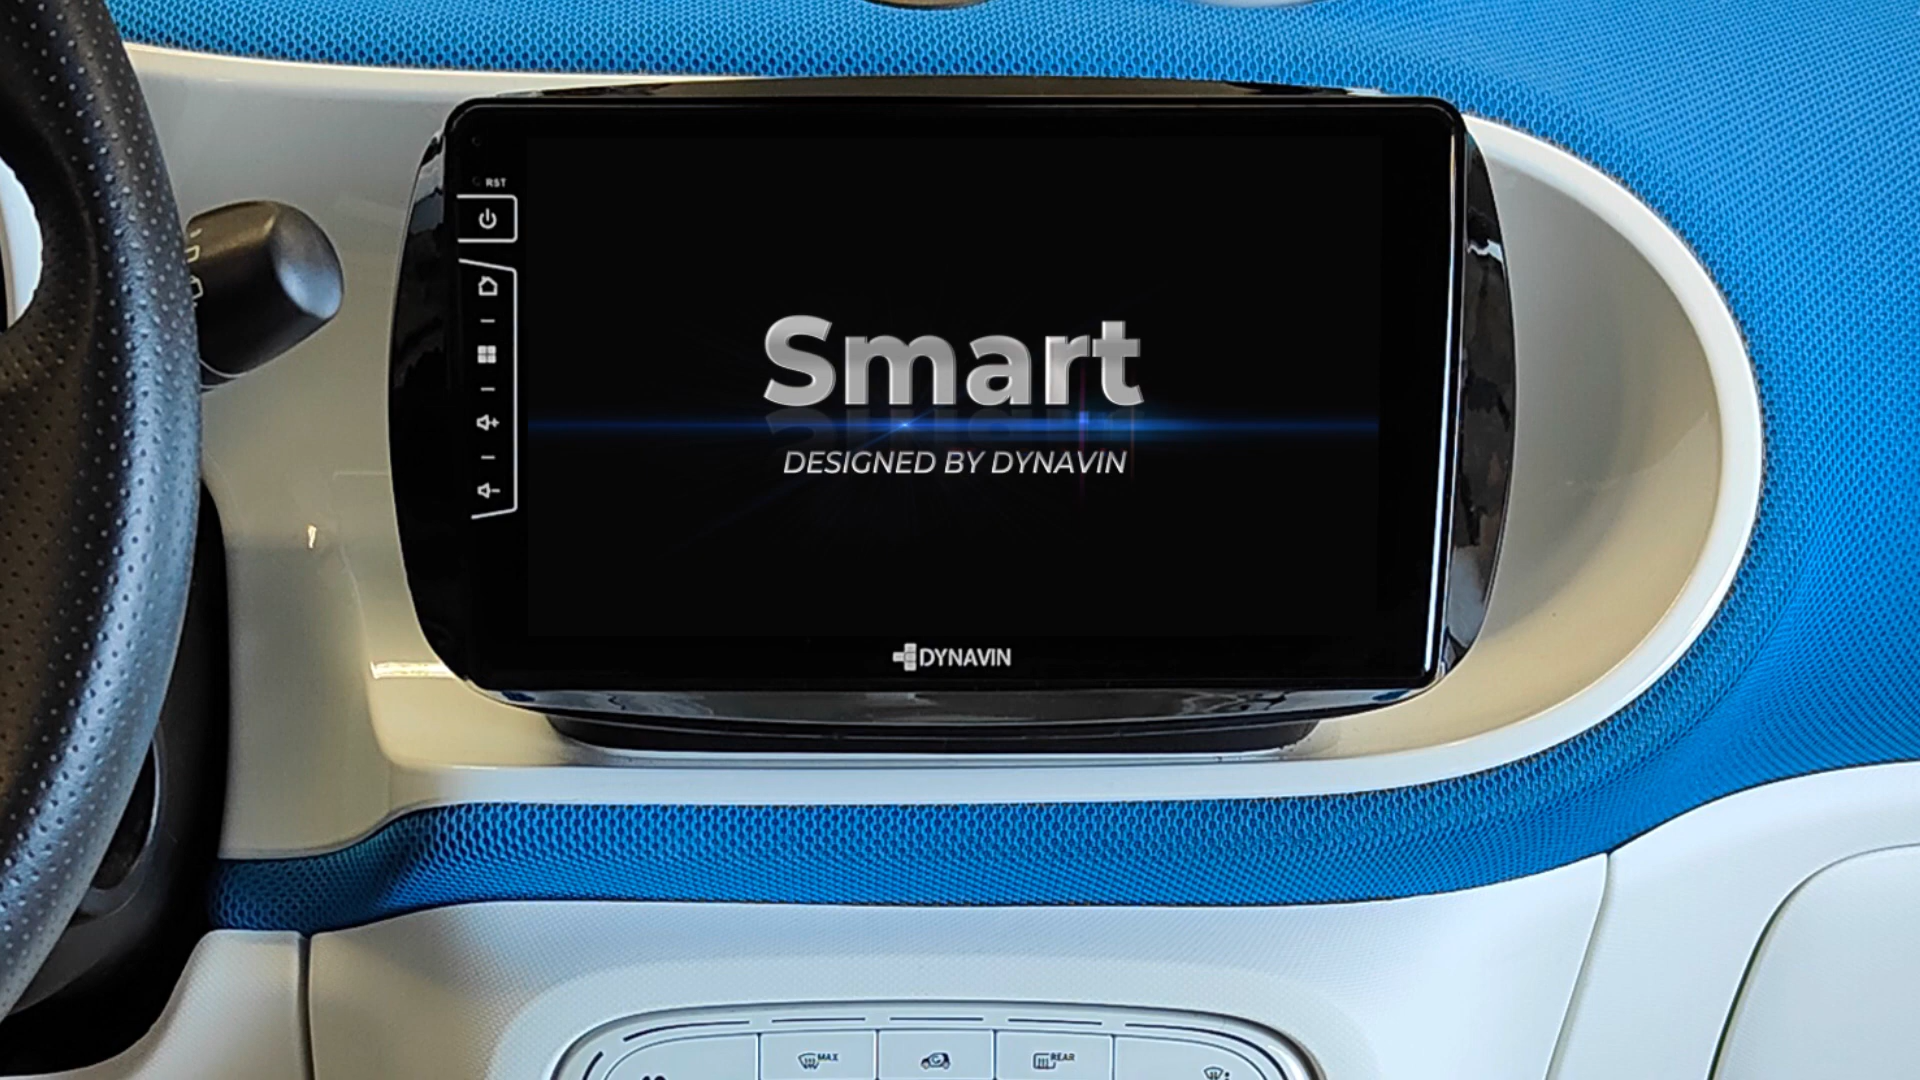 RST
Smart
DESIGNED BY DYNAVIN
DYNAVIN
MAX
REAR